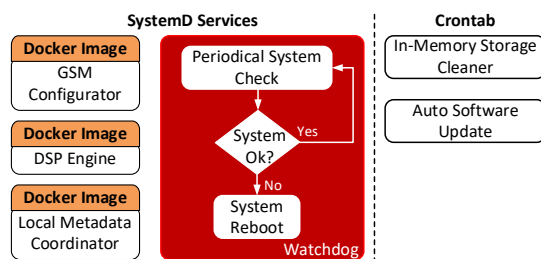 SystemD Services
Docker Image
GSM
Configurator
Docker Image
DSP Engine
Docker Image
Local Metadata
Coordinator
Periodical System
Check
System
Ok?
Yes
No
System
Reboot
Watchdog
Crontab
In-Memory Storage
Cleaner
Auto Software
Update